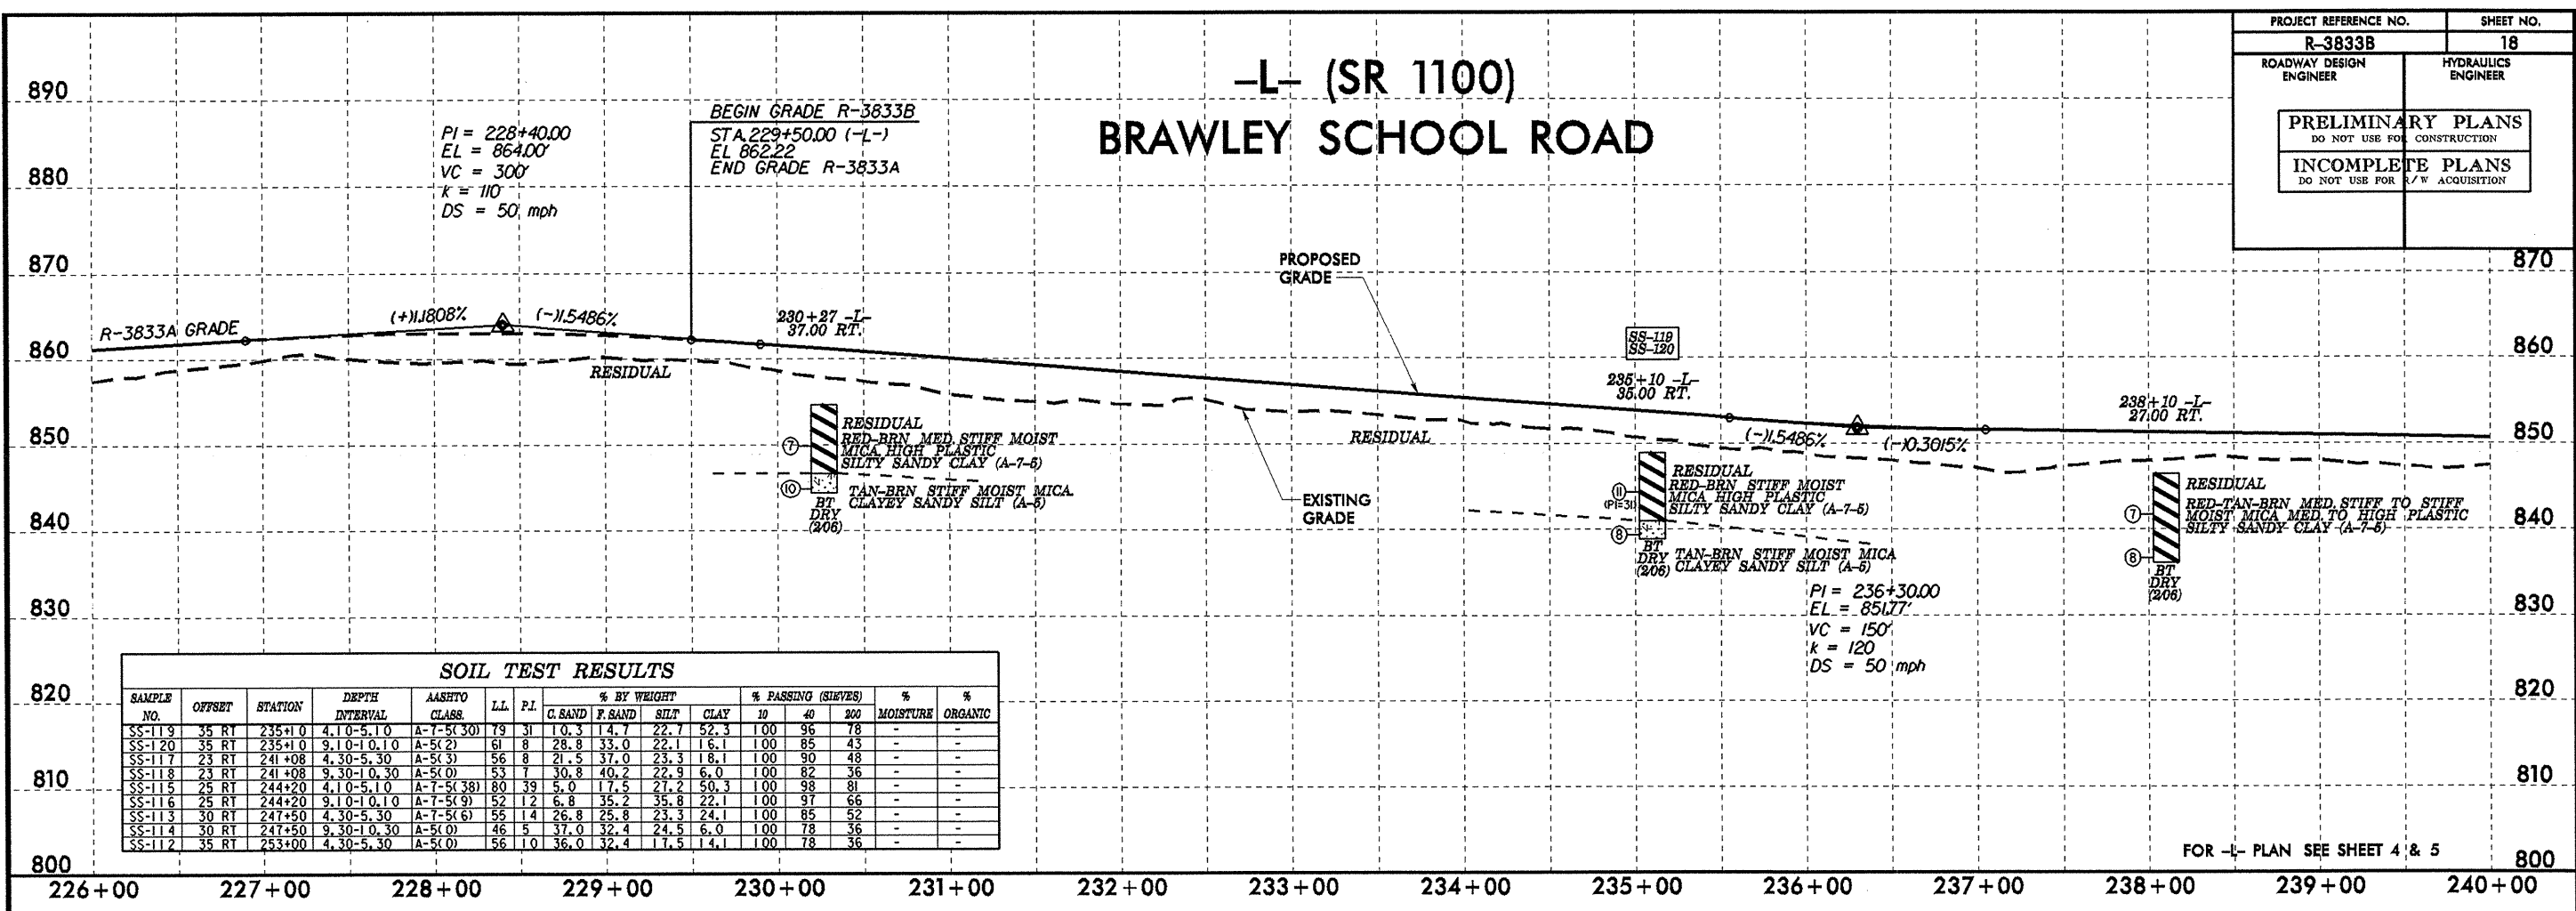 PROJECT REFERENCE NO. SHEET NO.
R-3833B 18
ROADWAY DESIGN ENGINEER HYDRAULICS ENGINEER
PRELIMINARY PLANS
DO NOT USE FOR CONSTRUCTION
INCOMPLETE PLANS
DO NOT USE FOR R/W ACQUISITION
-L- (SR 1100)
BRAWLEY SCHOOL ROAD
890
880
870
860
850
840
830
820
810
800
PI = 228+40.00
EL = 864.00'
VC = 300'
k = 110
DS = 50 mph
BEGIN GRADE R-3833B
STA.229+50.00 (-L-)
EL 862.22
END GRADE R-3833A
R-3833A GRADE
(+)1.1808%
(-)1.5486%
RESIDUAL
230+27 -L-
37.00 RT.
PROPOSED
GRADE
SS-119
SS-120
235+10 -L-
35.00 RT.
238+10 -L-
27.00 RT.
(-)1.5486%
(-)0.3015%
RESIDUAL
7
10
RESIDUAL
RED-BRN MED. STIFF MOIST
MICA. HIGH PLASTIC
SILTY SANDY CLAY (A-7-5)
TAN-BRN STIFF MOIST MICA.
CLAYEY SANDY SILT (A-5)
BT
DRY
(2/06)
EXISTING
GRADE
11
(PI=31)
8
RESIDUAL
RED-BRN STIFF MOIST
MICA HIGH PLASTIC
SILTY SANDY CLAY (A-7-5)
BT
DRY
(2/06)
TAN-BRN STIFF MOIST MICA
CLAYEY SANDY SILT (A-5)
7
8
RESIDUAL
RED-TAN-BRN MED. STIFF TO STIFF
MOIST MICA MED. TO HIGH PLASTIC
SILTY SANDY CLAY (A-7-5)
BT
DRY
(2/06)
PI = 236+30.00
EL = 851.77'
VC = 150'
k = 120
DS = 50 mph
870
860
850
840
830
820
810
800
SOIL TEST RESULTS
SAMPLE NO. OFFSET STATION DEPTH INTERVAL AASHTO CLASS. L.L. P.I. % BY WEIGHT C. SAND F. SAND SILT CLAY % PASSING (SIEVES) 10 40 200 % MOISTURE % ORGANIC
SS-119 35 RT 235+10 4.10-5.10 A-7-5(30) 79 31 10.3 14.7 22.7 52.3 100 96 78 - -
SS-120 35 RT 235+10 9.10-10.10 A-5(2) 61 8 28.8 33.0 22.1 16.1 100 85 43 - -
SS-117 23 RT 241+08 4.30-5.30 A-5(3) 56 8 21.5 37.0 23.3 18.1 100 90 48 - -
SS-118 23 RT 241+08 9.30-10.30 A-5(0) 53 7 30.8 40.2 22.9 6.0 100 82 36 - -
SS-115 25 RT 244+20 4.10-5.10 A-7-5(38) 80 39 5.0 17.5 27.2 50.3 100 98 81 - -
SS-116 25 RT 244+20 9.10-10.10 A-7-5(9) 52 12 6.8 35.2 35.8 22.1 100 97 66 - -
SS-113 30 RT 247+50 4.30-5.30 A-7-5(6) 55 14 26.8 25.8 23.3 24.1 100 85 52 - -
SS-114 30 RT 247+50 9.30-10.30 A-5(0) 46 5 37.0 32.4 24.5 6.0 100 78 36 - -
SS-112 35 RT 253+00 4.30-5.30 A-5(0) 56 10 36.0 32.4 17.5 14.1 100 78 36 - -
FOR -L- PLAN SEE SHEET 4 & 5
226+00 227+00 228+00 229+00 230+00 231+00 232+00 233+00 234+00 235+00 236+00 237+00 238+00 239+00 240+00